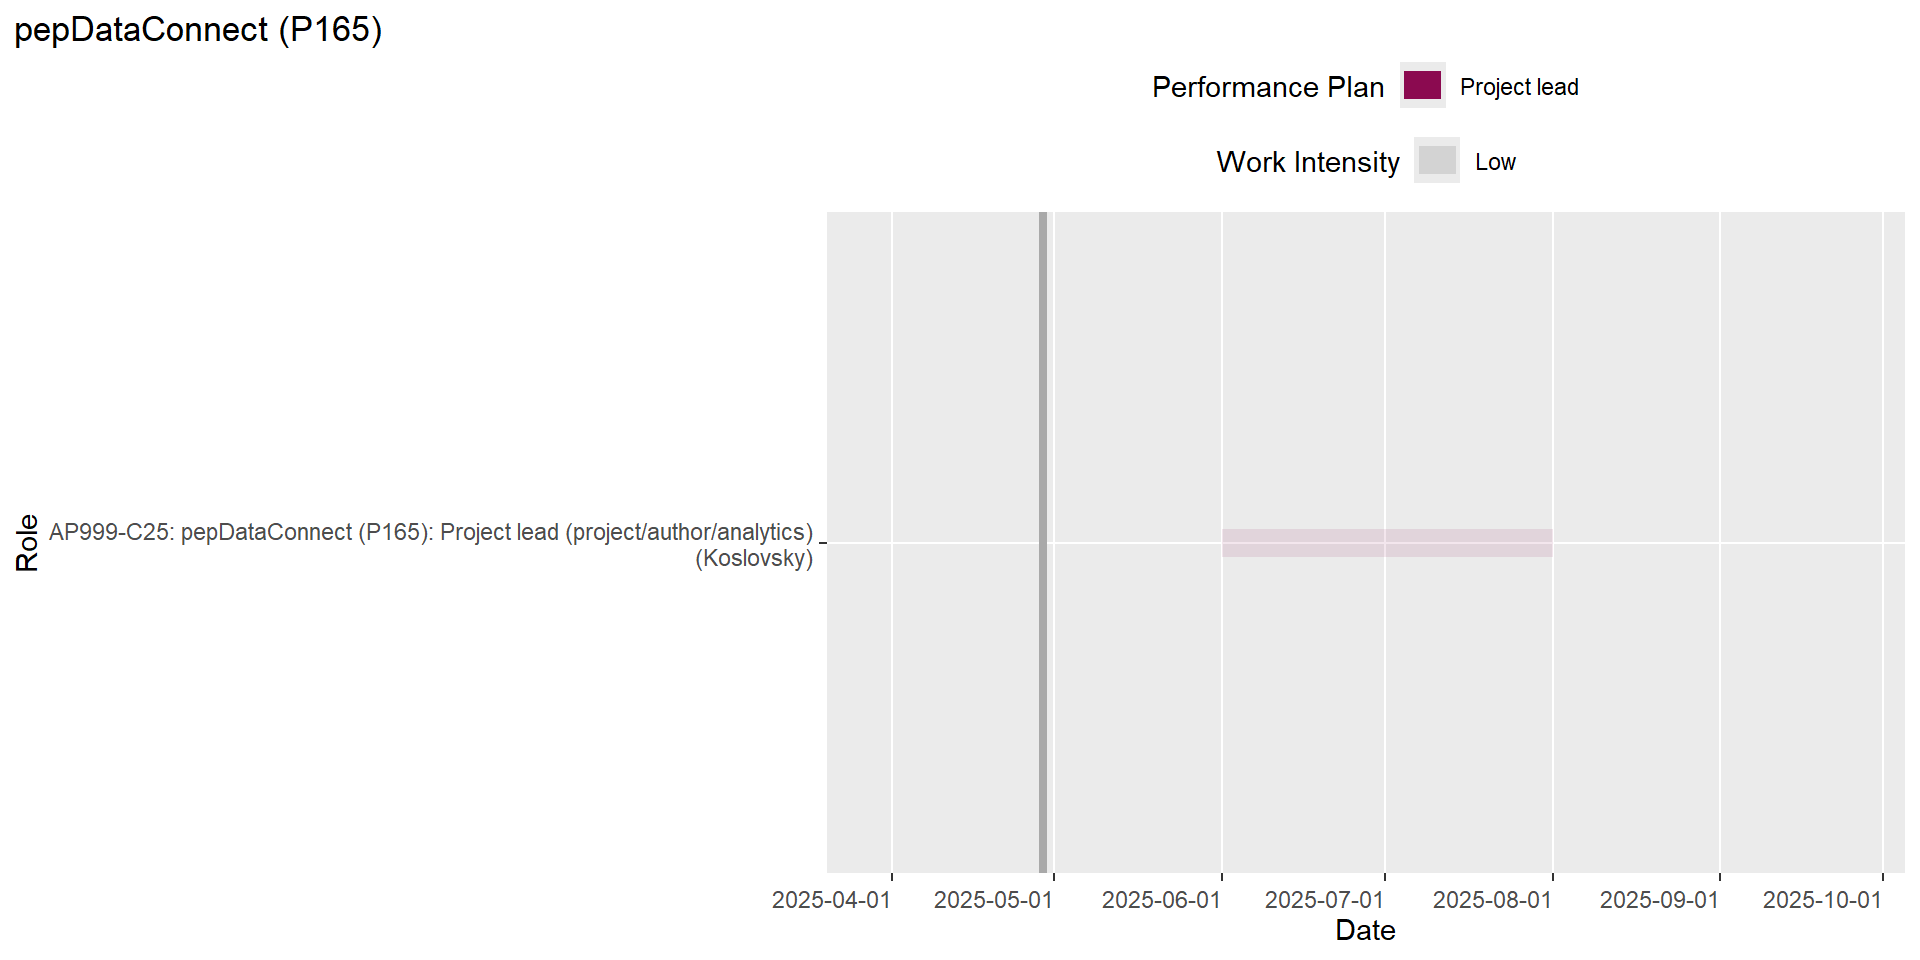 pepDataConnect (P165)
Performance Plan
Project lead
Work Intensity
Low
Role
AP999-C25: pepDataConnect (P165): Project lead (project/author/analytics)
(Koslovsky)
2025-04-01
2025-05-01
2025-06-01
2025-07-01
2025-08-01
2025-09-01
2025-10-01
Date